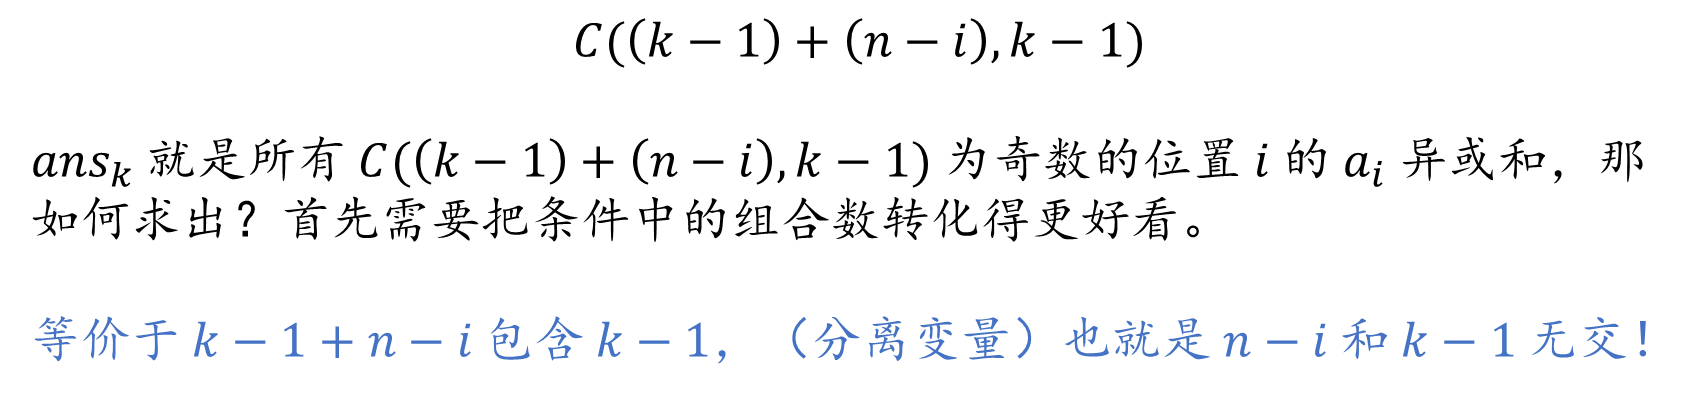 C((k − 1) + (n − i), k − 1)
ansₖ 就是所有 C((k − 1) + (n − i), k − 1) 为奇数的位置 i 的 aᵢ 异或和，那
如何求出？首先需要把条件中的组合数转化得更好看。
等价于 k − 1 + n − i 包含 k − 1，（分离变量）也就是 n − i 和 k − 1 无交！